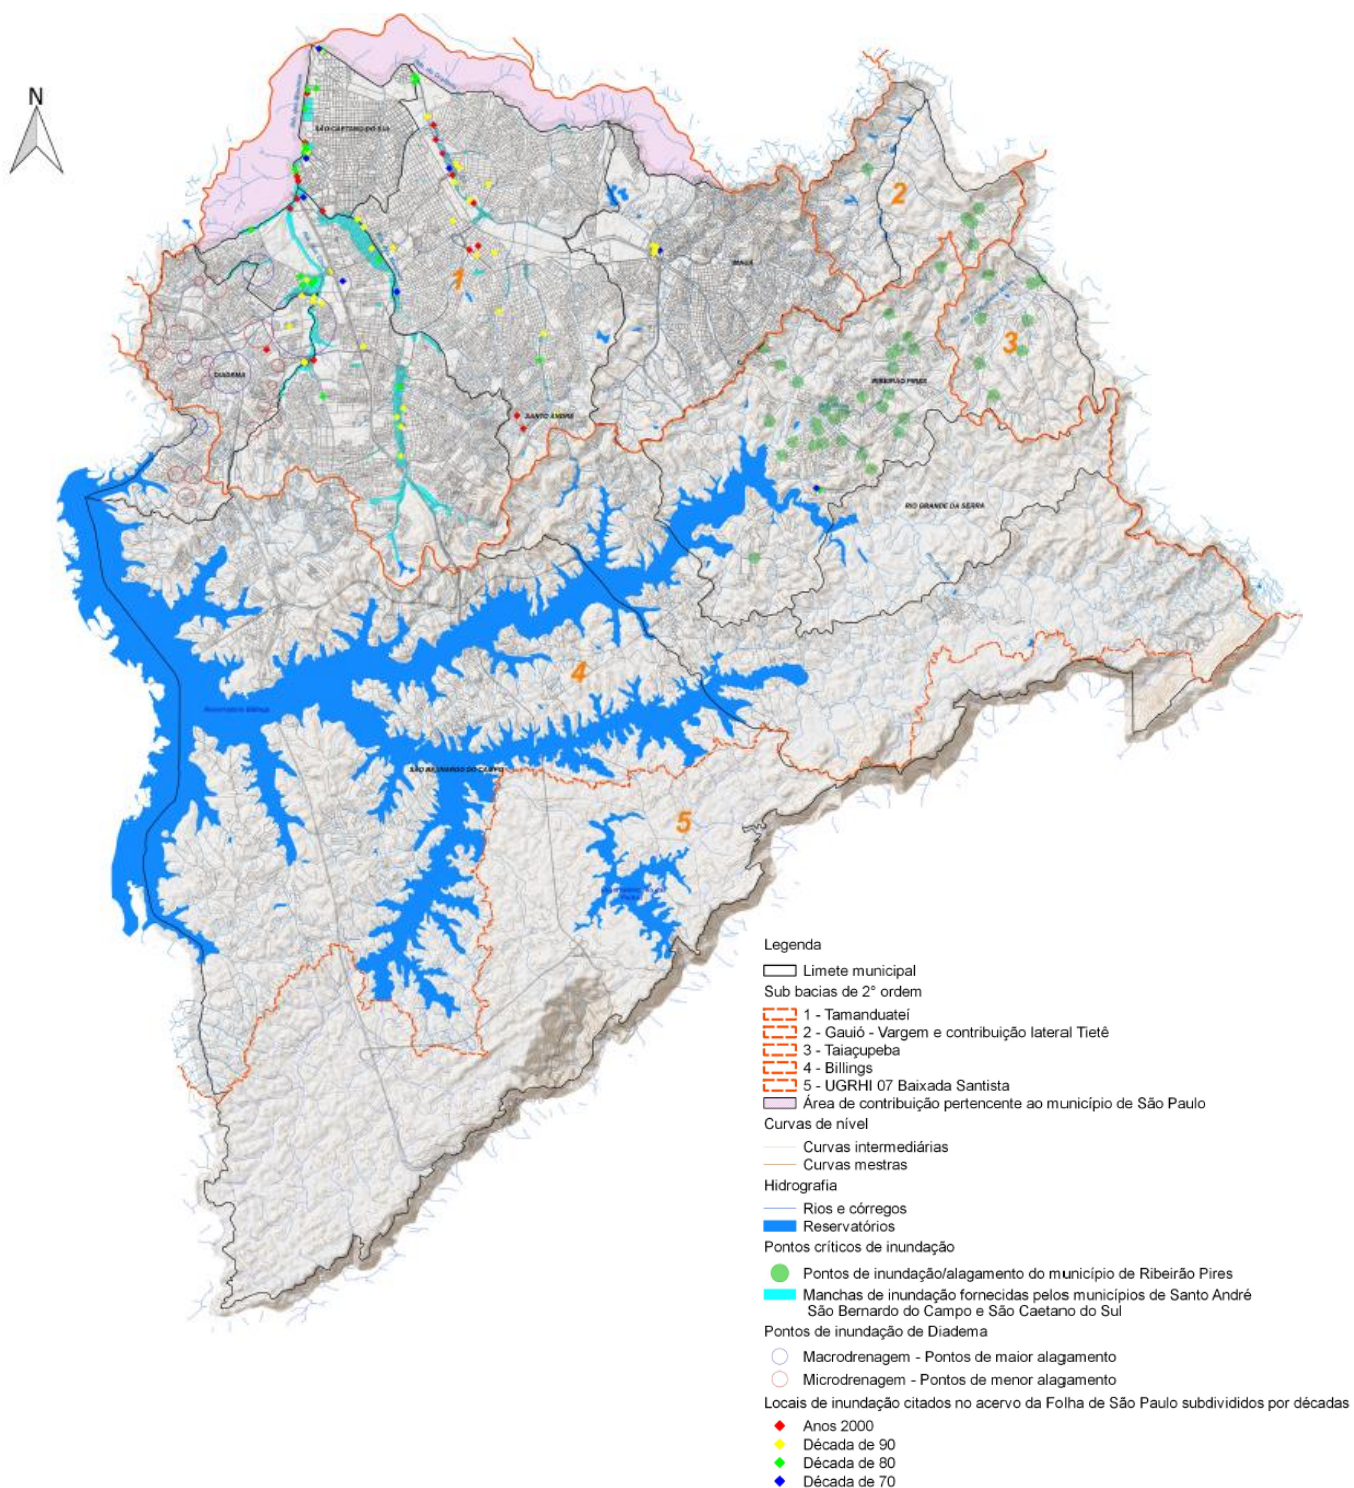 N
SÃO CAETANO DO SUL
2
MAUÁ
1
3
DIADEMA
RIBEIRÃO PIRES
SANTO ANDRÉ
RIO GRANDE DA SERRA
4
Reservatório Billings
SÃO BERNARDO DO CAMPO
5
Legenda
Limete municipal
Sub bacias de 2° ordem
1 - Tamanduateí
2 - Gauió - Vargem e contribuição lateral Tietê
3 - Taiaçupeba
4 - Billings
5 - UGRHI 07 Baixada Santista
Área de contribuição pertencente ao município de São Paulo
Curvas de nível
Curvas intermediárias
Curvas mestras
Hidrografia
Rios e córregos
Reservatórios
Pontos críticos de inundação
Pontos de inundação/alagamento do município de Ribeirão Pires
Manchas de inundação fornecidas pelos municípios de Santo André
São Bernardo do Campo e São Caetano do Sul
Pontos de inundação de Diadema
Macrodrenagem - Pontos de maior alagamento
Microdrenagem - Pontos de menor alagamento
Locais de inundação citados no acervo da Folha de São Paulo subdivididos por décadas
Anos 2000
Década de 90
Década de 80
Década de 70